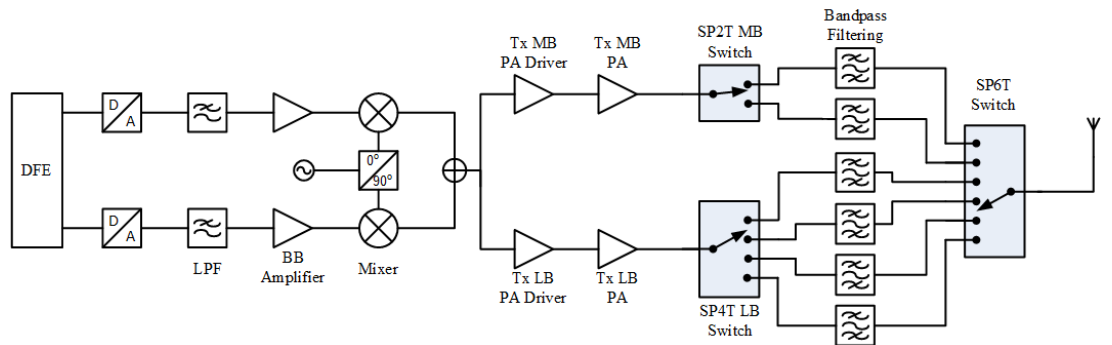 DFE
D
A
D
A
LPF
BB
Amplifier
0°
90°
Mixer
Tx MB
PA Driver
Tx MB
PA
Tx LB
PA Driver
Tx LB
PA
SP2T MB
Switch
SP4T LB
Switch
Bandpass
Filtering
SP6T
Switch